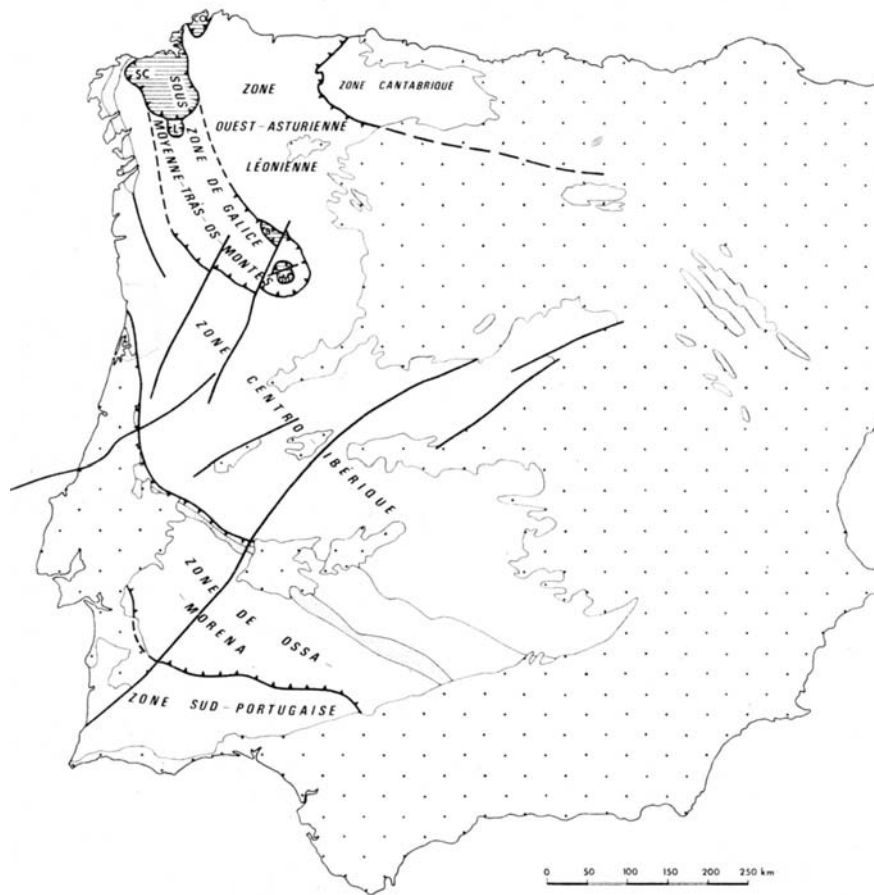 CO
SC
SOUS
ZONE DE GALICE
MOYENNE-TRÁS-OS-MONTES
ZONE
OUEST-ASTURIENNE
LÉONIENNE
ZONE CANTABRIQUE
ZONE
CENTRO IBÉRIQUE
ZONE DE OSSA-
MORENA
ZONE SUD-PORTUGAISE
0 50 100 150 200 250 km